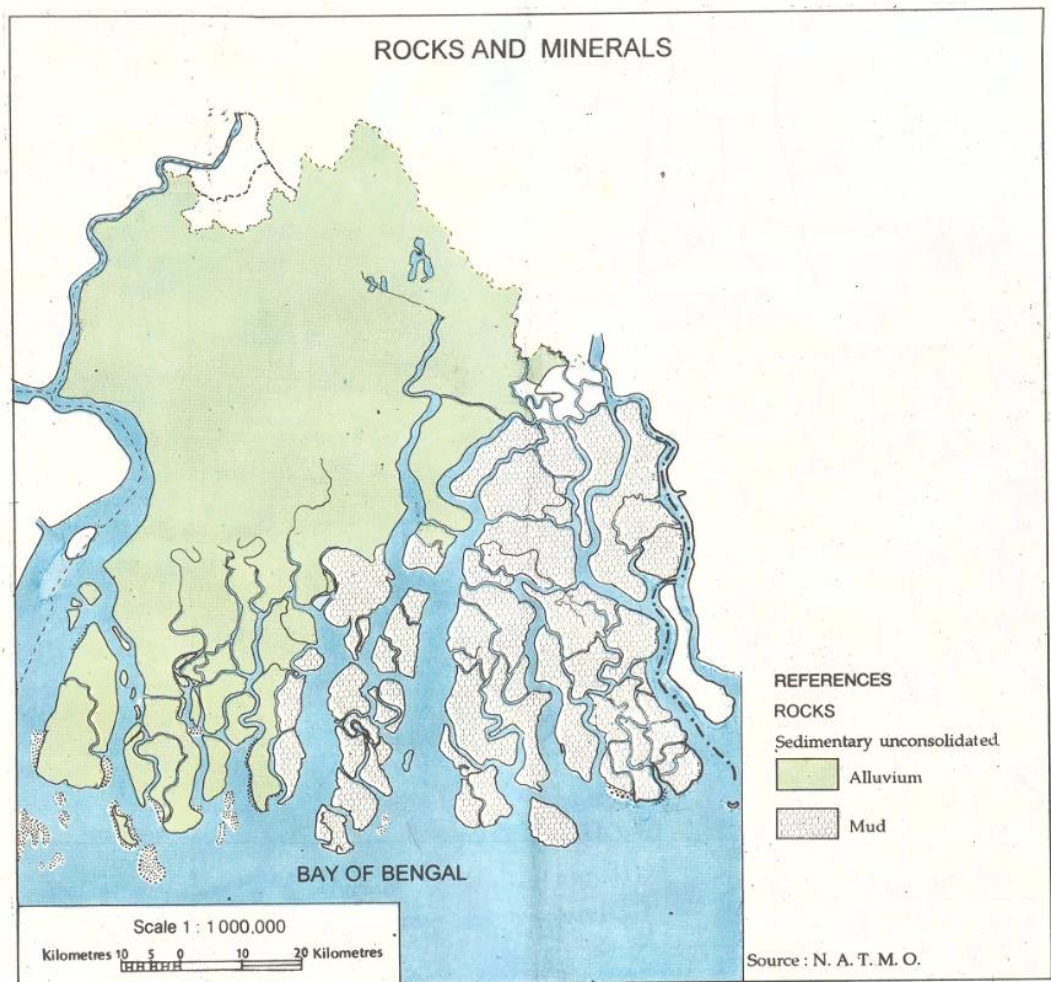 ROCKS AND MINERALS
REFERENCES
ROCKS
Sedimentary unconsolidated
Alluvium
Mud
BAY OF BENGAL
Scale 1 : 1000,000
Kilometres 10 5 0 10 20 Kilometres
Source : N. A. T. M. O.